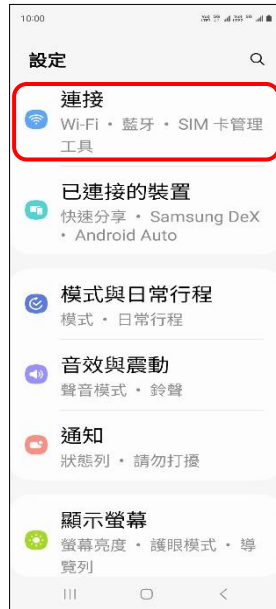 10:00
設定
連接
Wi-Fi • 藍牙 • SIM 卡管理
工具
已連接的裝置
快速分享 • Samsung DeX
• Android Auto
模式與日常行程
模式 • 日常行程
音效與震動
聲音模式 • 鈴聲
通知
狀態列 • 請勿打擾
顯示螢幕
螢幕亮度 • 護眼模式 • 導
覽列